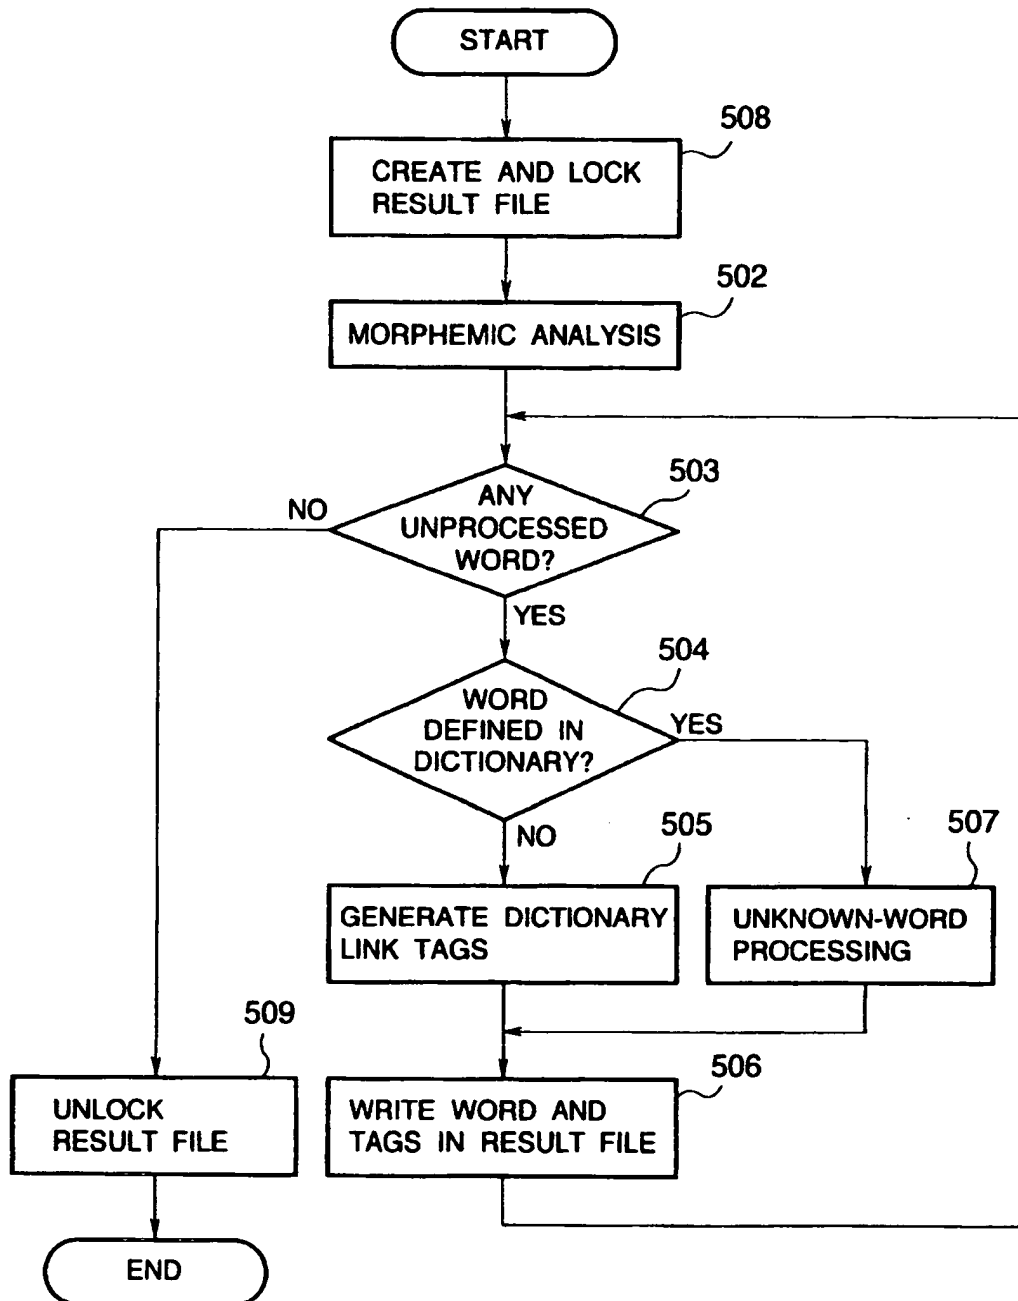 START
508
CREATE AND LOCK
RESULT FILE
502
MORPHEMIC ANALYSIS
503
NO
ANY
UNPROCESSED
WORD?
YES
504
WORD
DEFINED IN
DICTIONARY?
YES
NO
505
507
GENERATE DICTIONARY
LINK TAGS
UNKNOWN-WORD
PROCESSING
509
506
UNLOCK
RESULT FILE
WRITE WORD AND
TAGS IN RESULT FILE
END